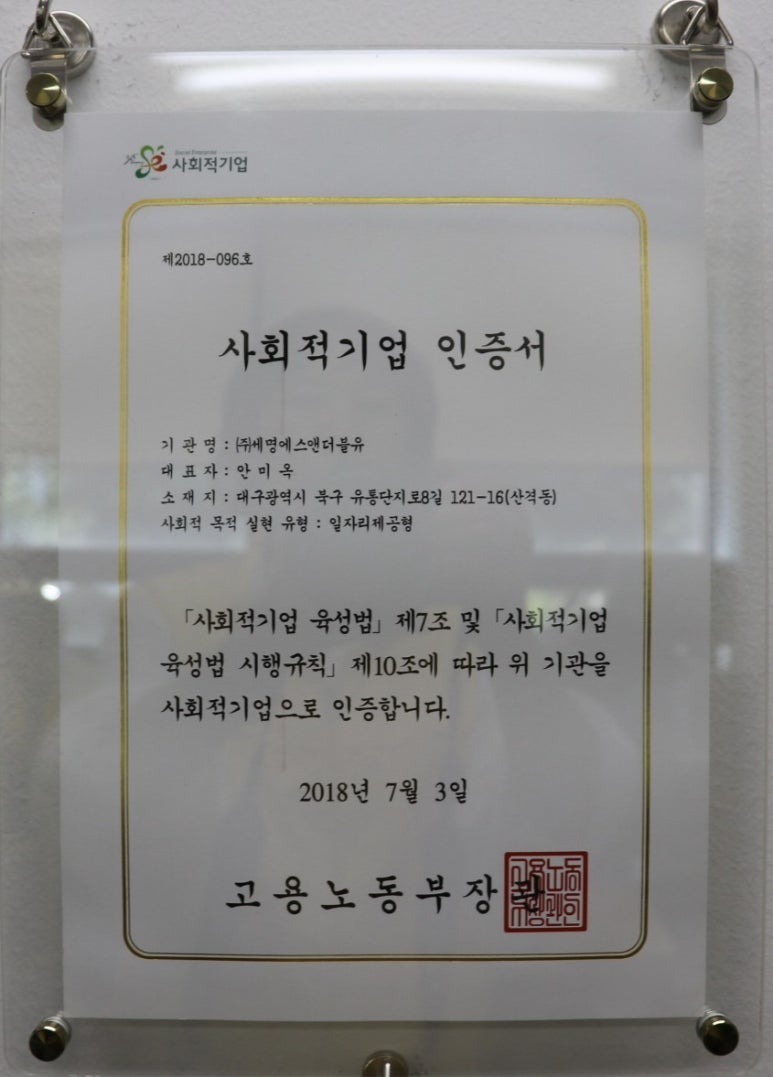 Social Enterprise
사회적기업
제2018-096호
사회적기업 인증서
기 관 명 : ㈜세명에스앤더블유
대 표 자 : 안 미 옥
소 재 지 : 대구광역시 북구 유통단지로8길 121-16(산격동)
사회적 목적 실현 유형 : 일자리제공형
「사회적기업 육성법」 제7조 및 「사회적기업
육성법 시행규칙」 제10조에 따라 위 기관을
사회적기업으로 인증합니다.
2018년 7월 3일
고용노동부장관